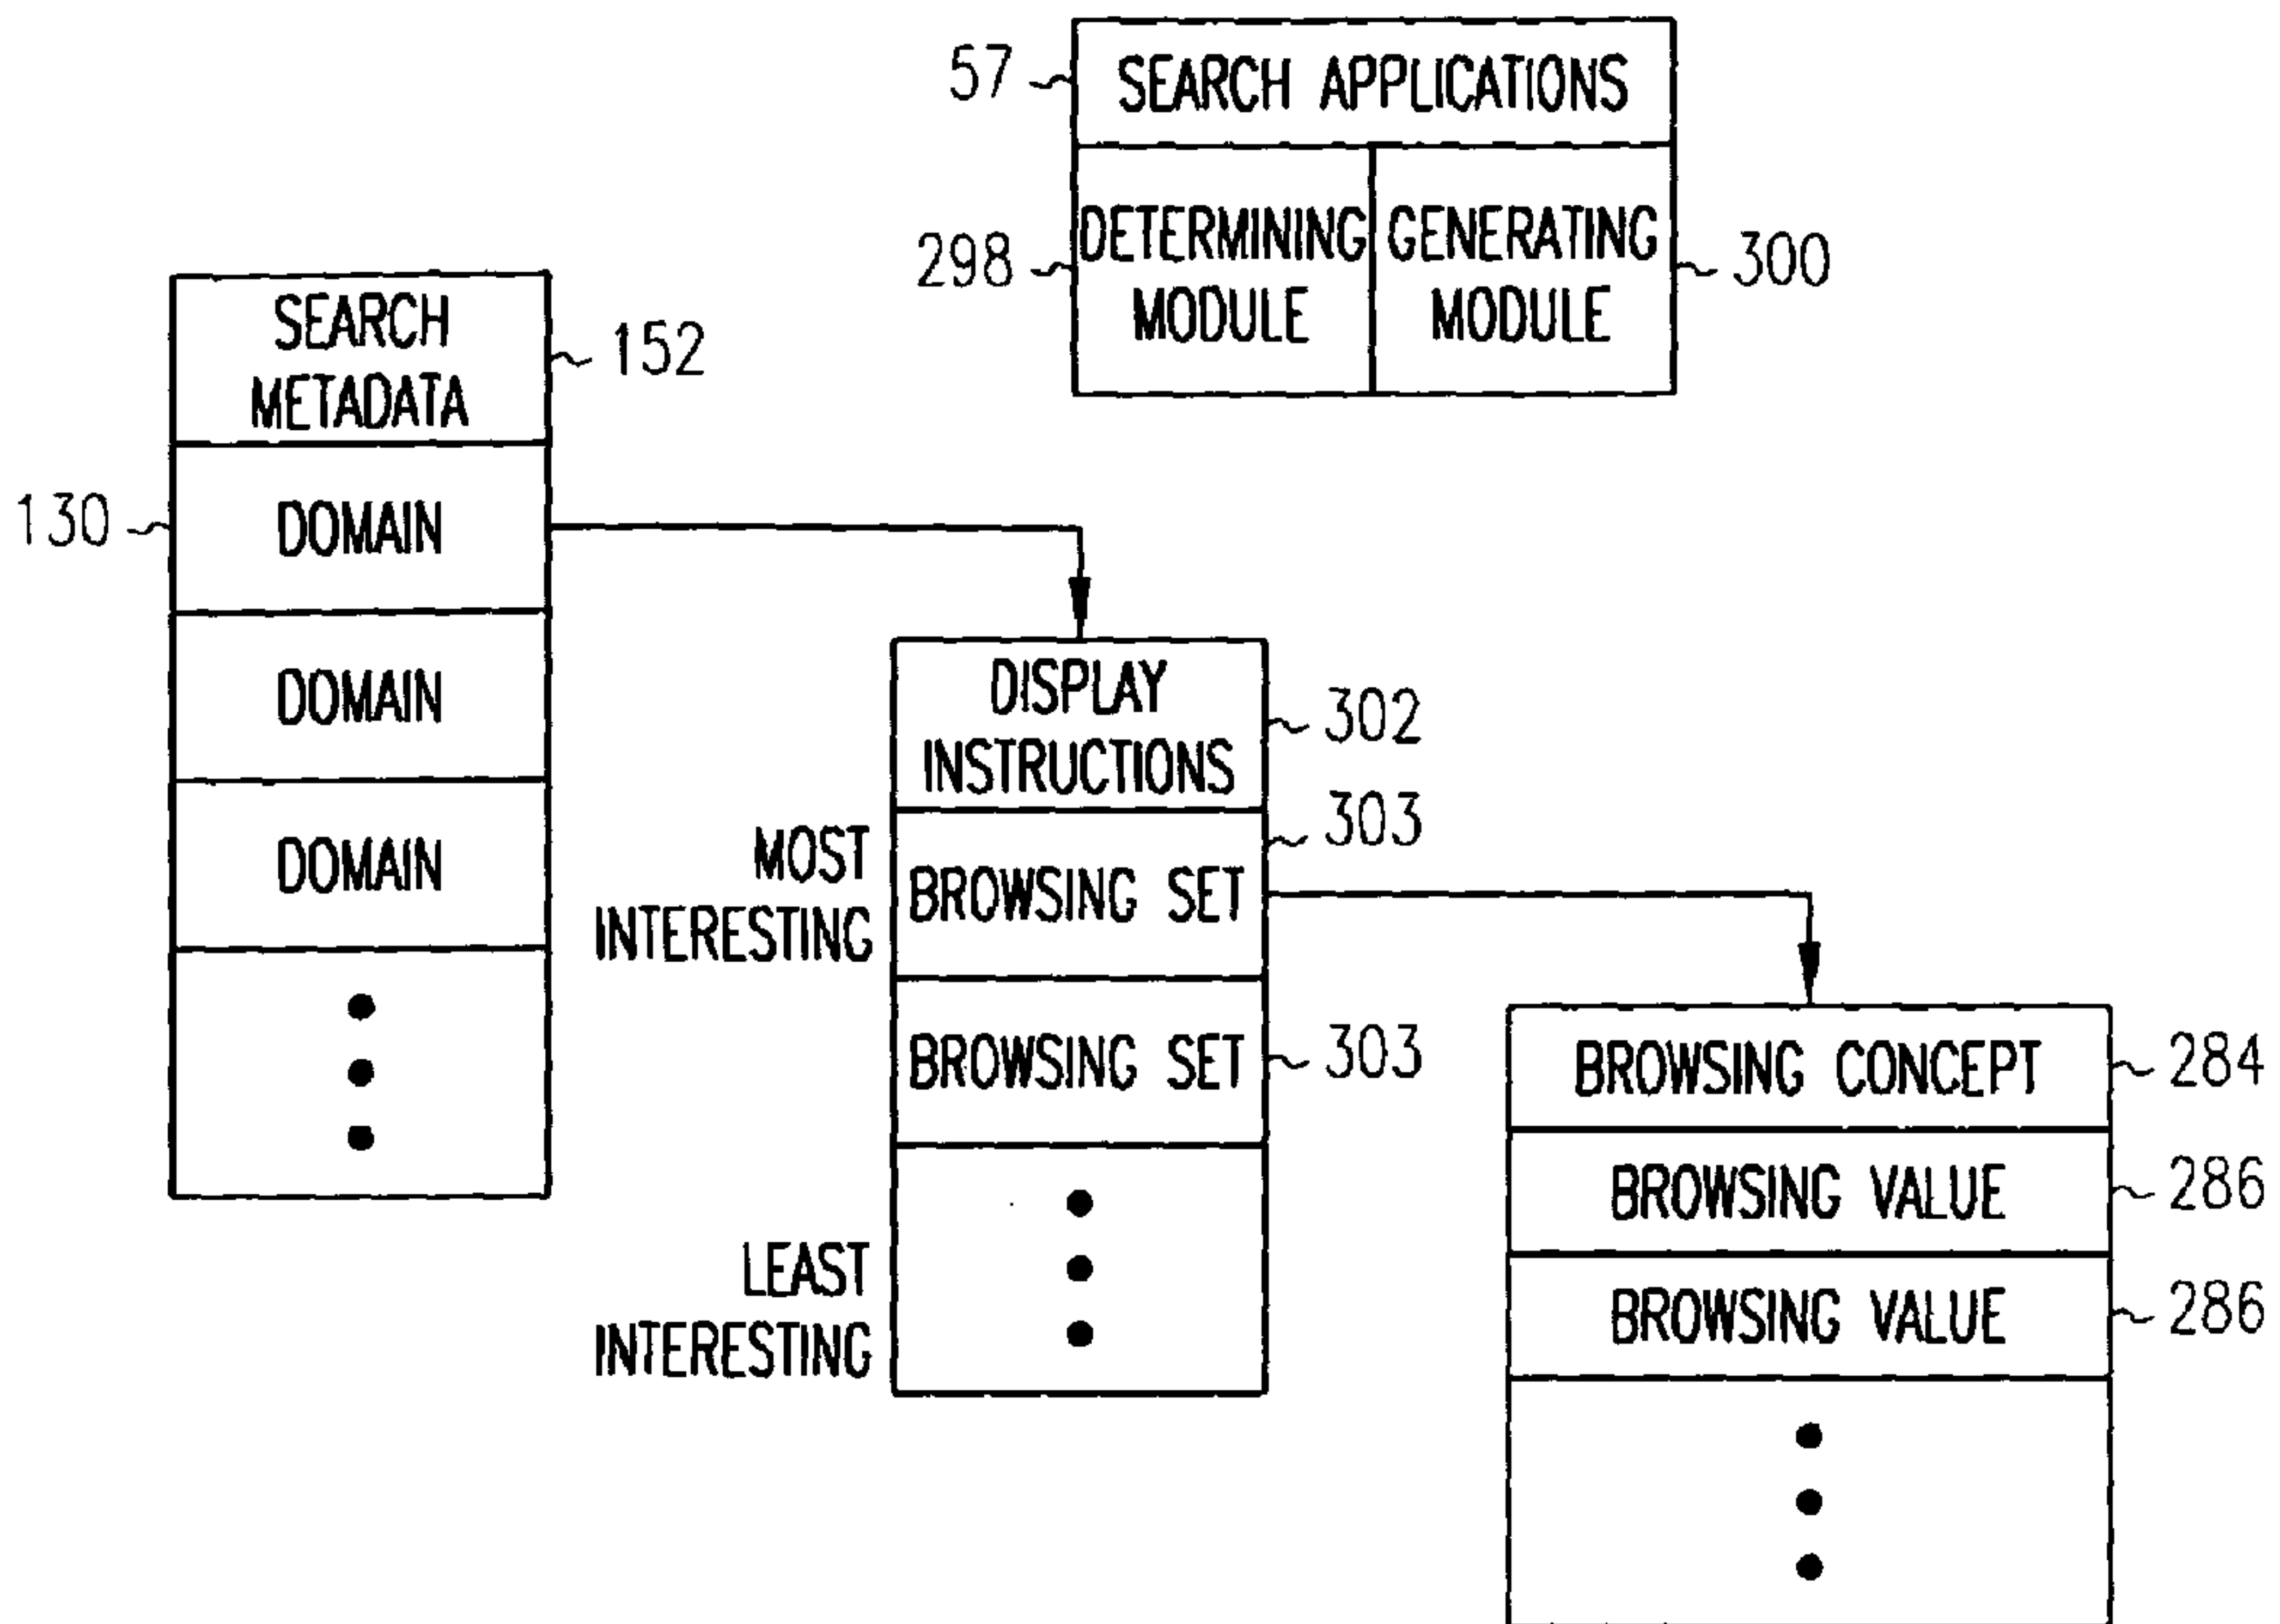 57
SEARCH APPLICATIONS
298
DETERMINING
MODULE
GENERATING
MODULE
300
SEARCH
METADATA
152
130
DOMAIN
DOMAIN
DOMAIN
DISPLAY
INSTRUCTIONS
302
303
MOST
INTERESTING
BROWSING SET
BROWSING SET
303
LEAST
INTERESTING
BROWSING CONCEPT
284
BROWSING VALUE
286
BROWSING VALUE
286